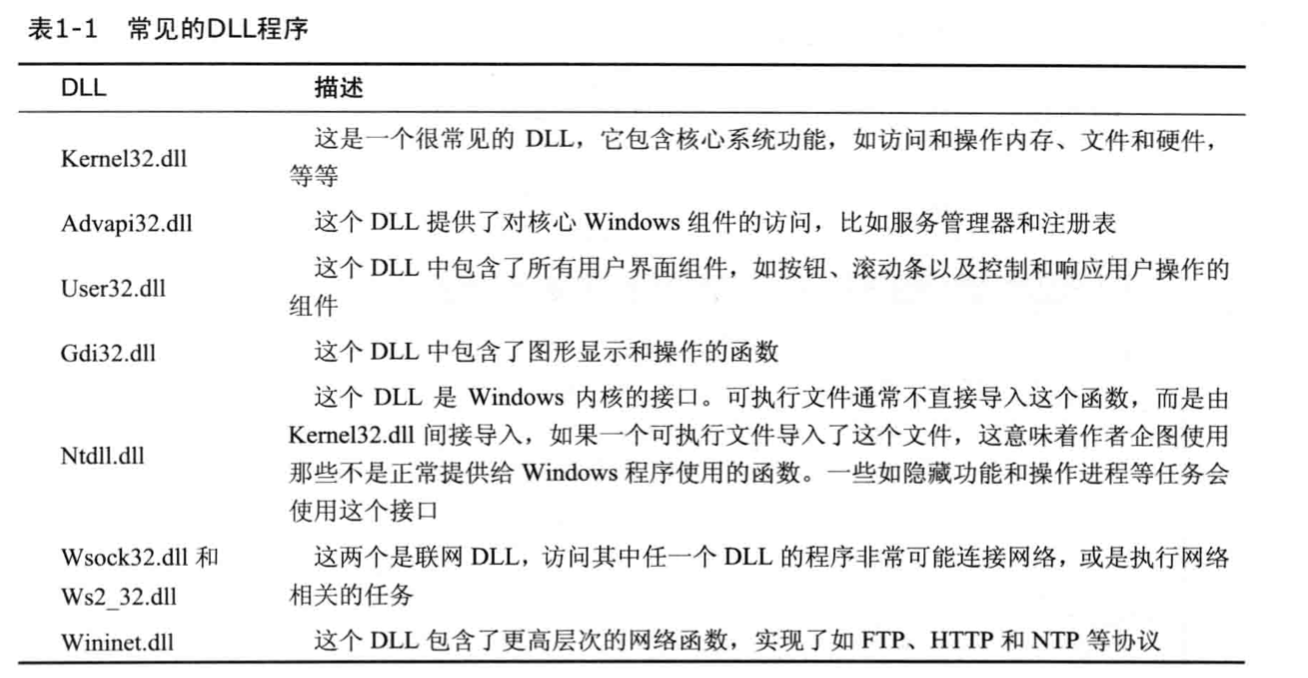 表1-1 常见的DLL程序
DLL 描述
Kernel32.dll 这是一个很常见的 DLL，它包含核心系统功能，如访问和操作内存、文件和硬件，
等等
Advapi32.dll 这个 DLL 提供了对核心 Windows 组件的访问，比如服务管理器和注册表
User32.dll 这个 DLL 中包含了所有用户界面组件，如按钮、滚动条以及控制和响应用户操作的
组件
Gdi32.dll 这个 DLL 中包含了图形显示和操作的函数
Ntdll.dll 这个 DLL 是 Windows 内核的接口。可执行文件通常不直接导入这个函数，而是由
Kernel32.dll 间接导入，如果一个可执行文件导入了这个文件，这意味着作者企图使用
那些不是正常提供给 Windows 程序使用的函数。一些如隐藏功能和操作进程等任务会
使用这个接口
Wsock32.dll 和 这两个是联网 DLL，访问其中任一个 DLL 的程序非常可能连接网络，或是执行网络
Ws2_32.dll 相关的任务
Wininet.dll 这个 DLL 包含了更高层次的网络函数，实现了如 FTP、HTTP 和 NTP 等协议